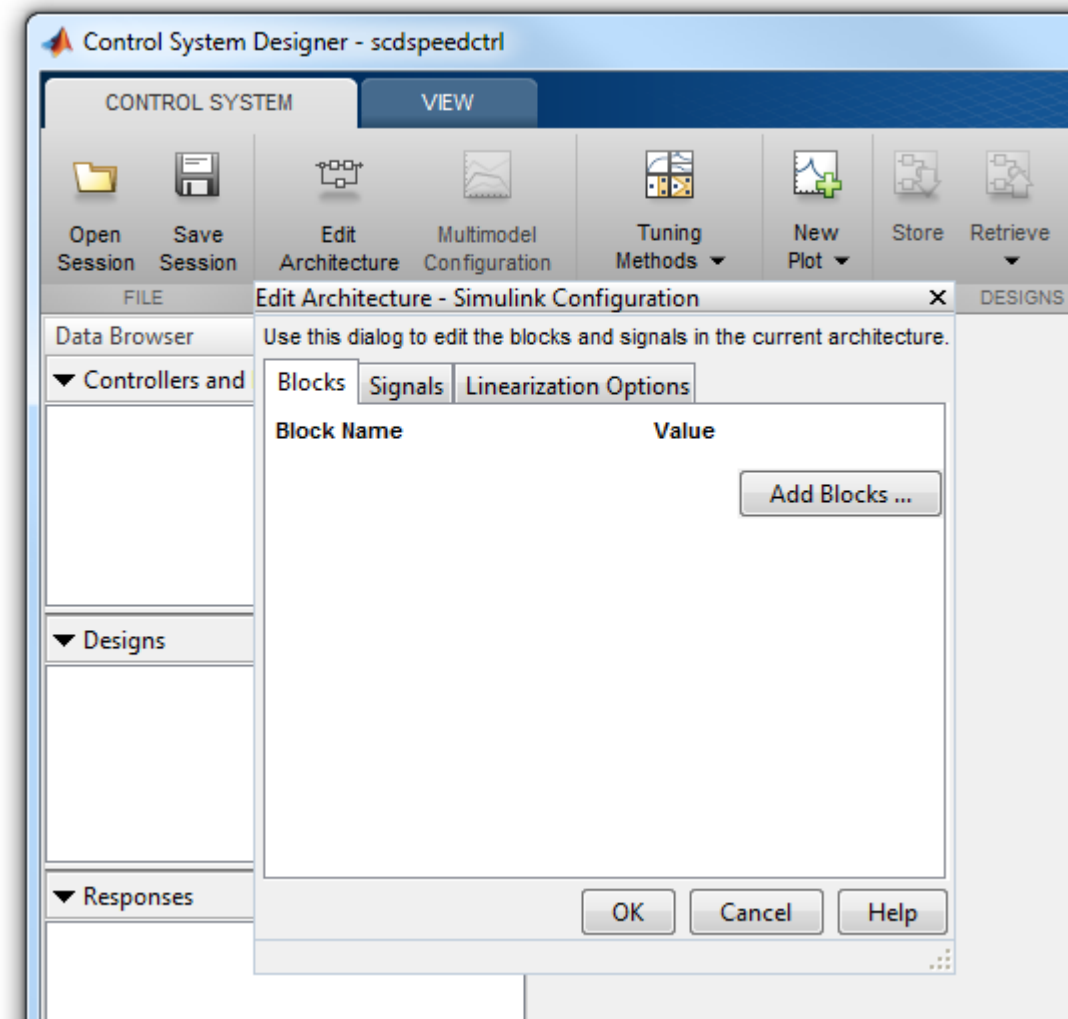 Control System Designer - scdspeedctrl
CONTROL SYSTEM VIEW
Open Session Save Session Edit Architecture Multimodel Configuration Tuning Methods New Plot Store Retrieve
FILE DESIGNS
Edit Architecture - Simulink Configuration
Data Browser
Use this dialog to edit the blocks and signals in the current architecture.
Controllers and
Blocks Signals Linearization Options
Block Name Value
Add Blocks ...
Designs
Responses
OK Cancel Help